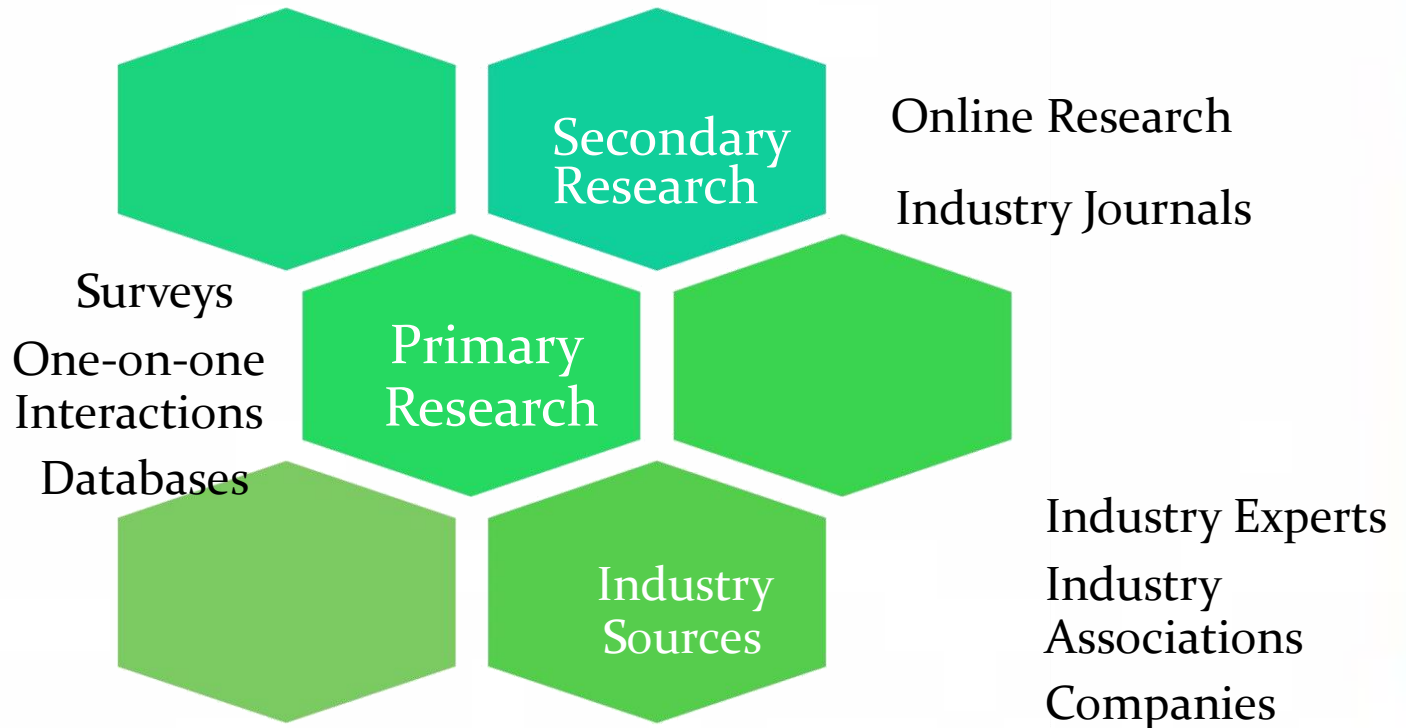 Secondary
Research
Online Research
Industry Journals
Surveys
One-on-one
Interactions
Databases
Primary
Research
Industry
Sources
Industry Experts
Industry
Associations
Companies